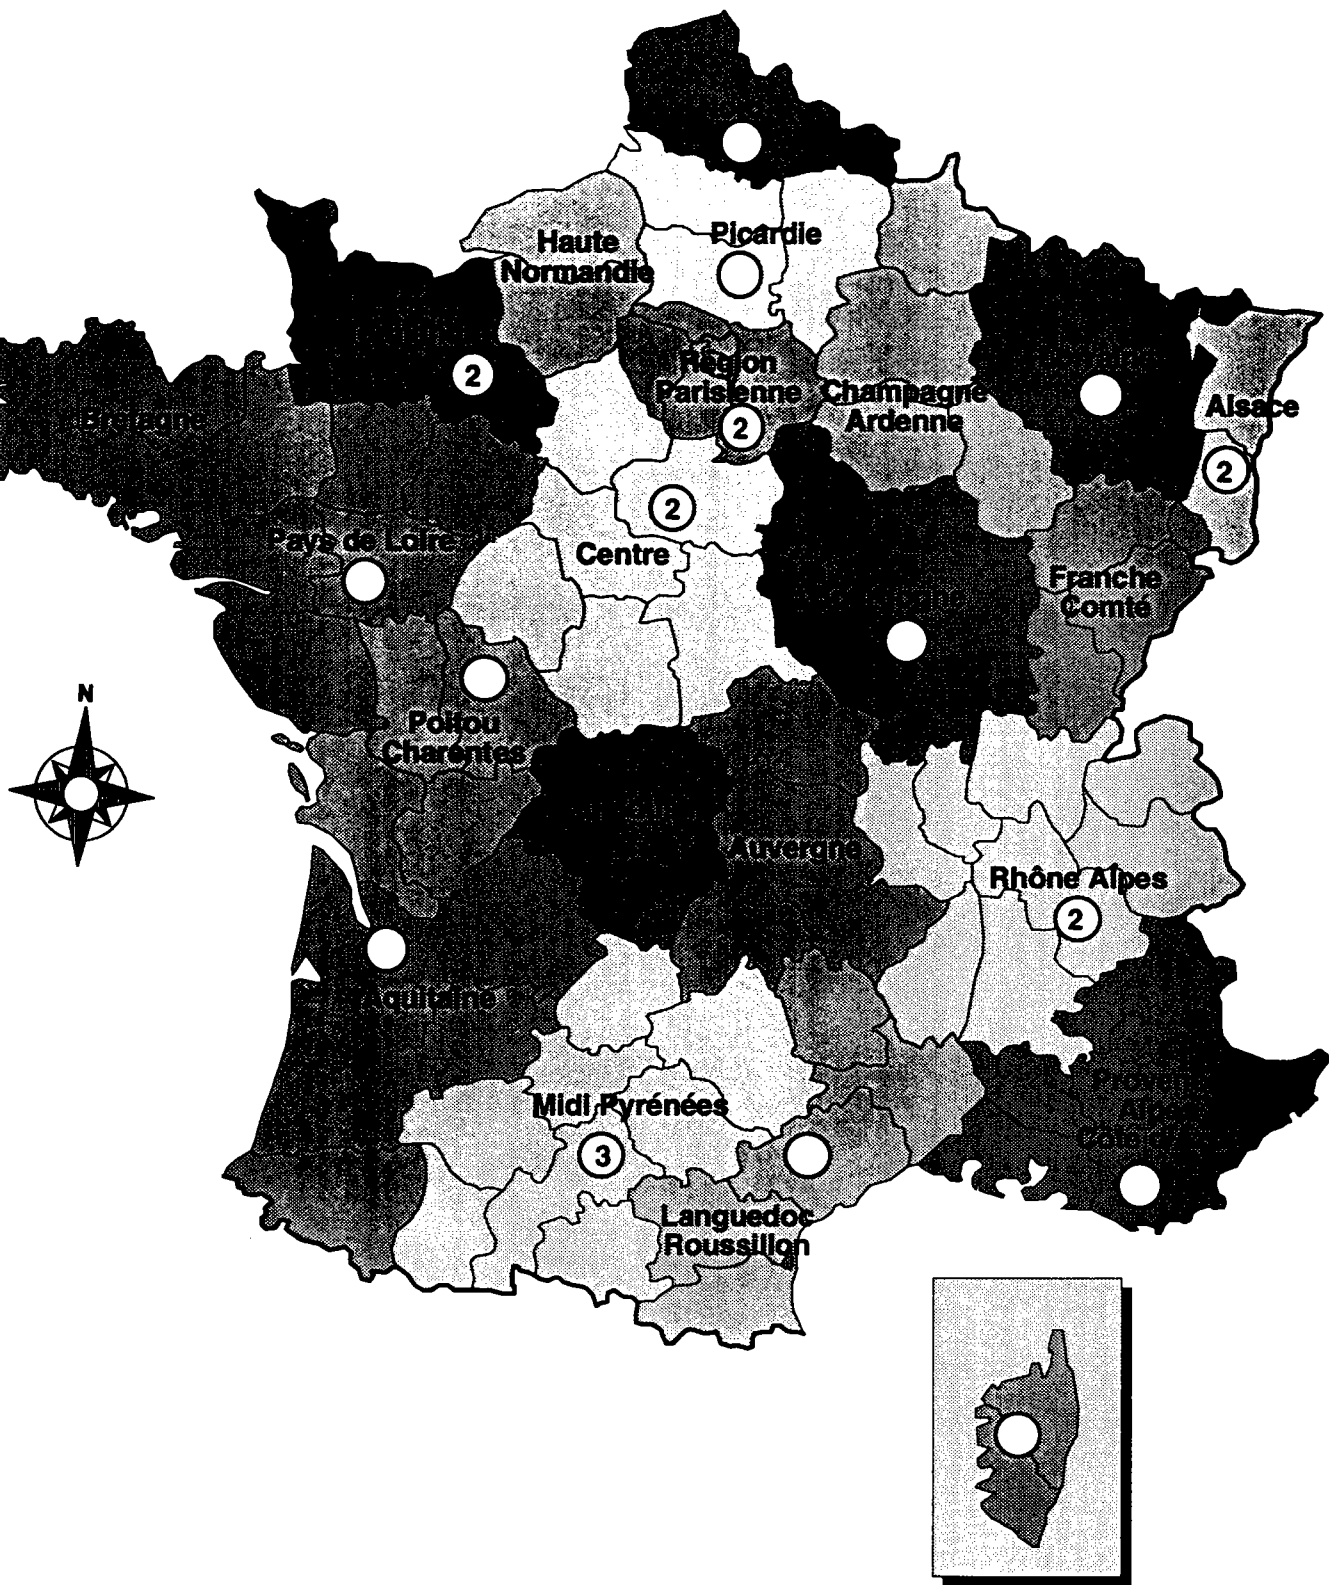 Picardie
Haute
Normandie
2
Région
Parisienne
2
Champagne
Ardenne
Alsace
2
Bretagne
2
Pays de Loire
Centre
Franche
Comté
N
Poitou
Charentes
Auvergne
Rhône Alpes
2
Aquitaine
Midi Pyrénées
3
Languedoc
Roussillon